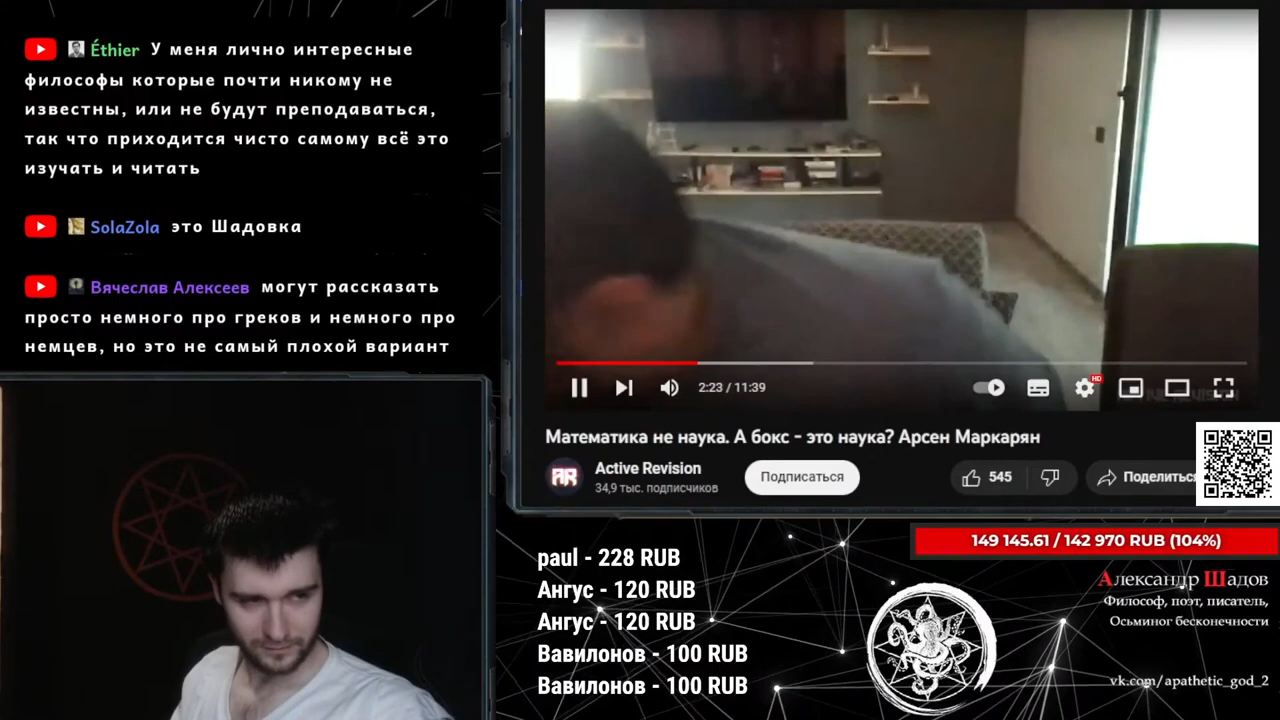 Éthier У меня лично интересные
философы которые почти никому не
известны, или не будут преподаваться,
так что приходится чисто самому всё это
изучать и читать
SolaZola это Шадовка
Вячеслав Алексеев могут рассказать
просто немного про греков и немного про
немцев, но это не самый плохой вариант
2:23 / 11:39
HD
Математика не наука. А бокс - это наука? Арсен Маркарян
AR
Active Revision
34,9 тыс. подписчиков
Подписаться
545
Поделиться
149 145.61 / 142 970 RUB (104%)
paul - 228 RUB
Ангус - 120 RUB
Ангус - 120 RUB
Вавилонов - 100 RUB
Вавилонов - 100 RUB
Александр Шадов
Философ, поэт, писатель,
Осьминог бесконечности
vk.com/apathetic_god_2